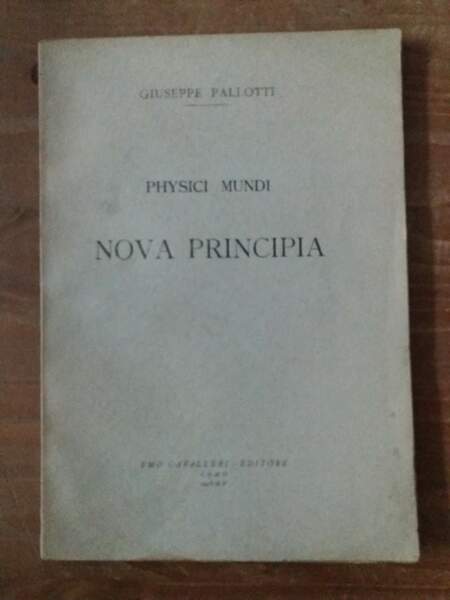 GIUSEPPE PALLOTTI
PHYSICI MUNDI
NOVA PRINCIPIA
EMO CAVALLERI - EDITORE
COMO